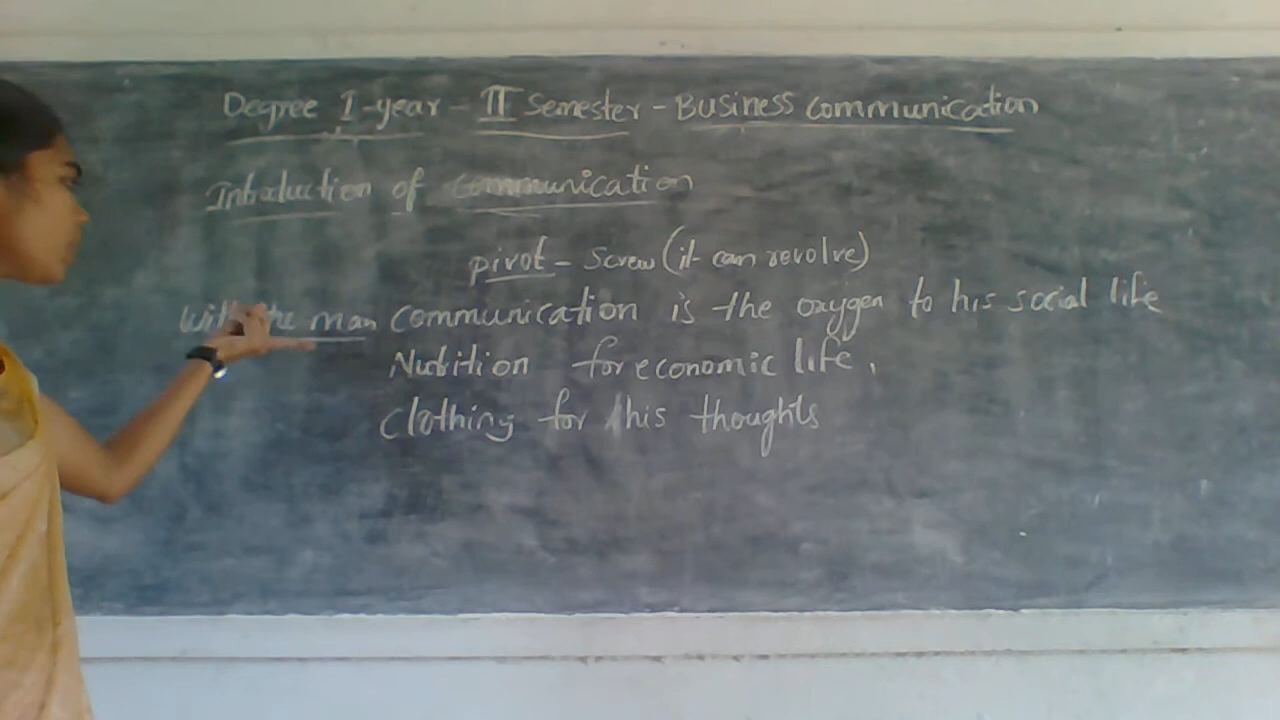 Degree I-year - II Semester - Business communication
Introduction of communication
pivot - screw (it can revolve)
With the man communication is the oxygen to his social life
Nutrition for economic life,
Clothing for his thoughts